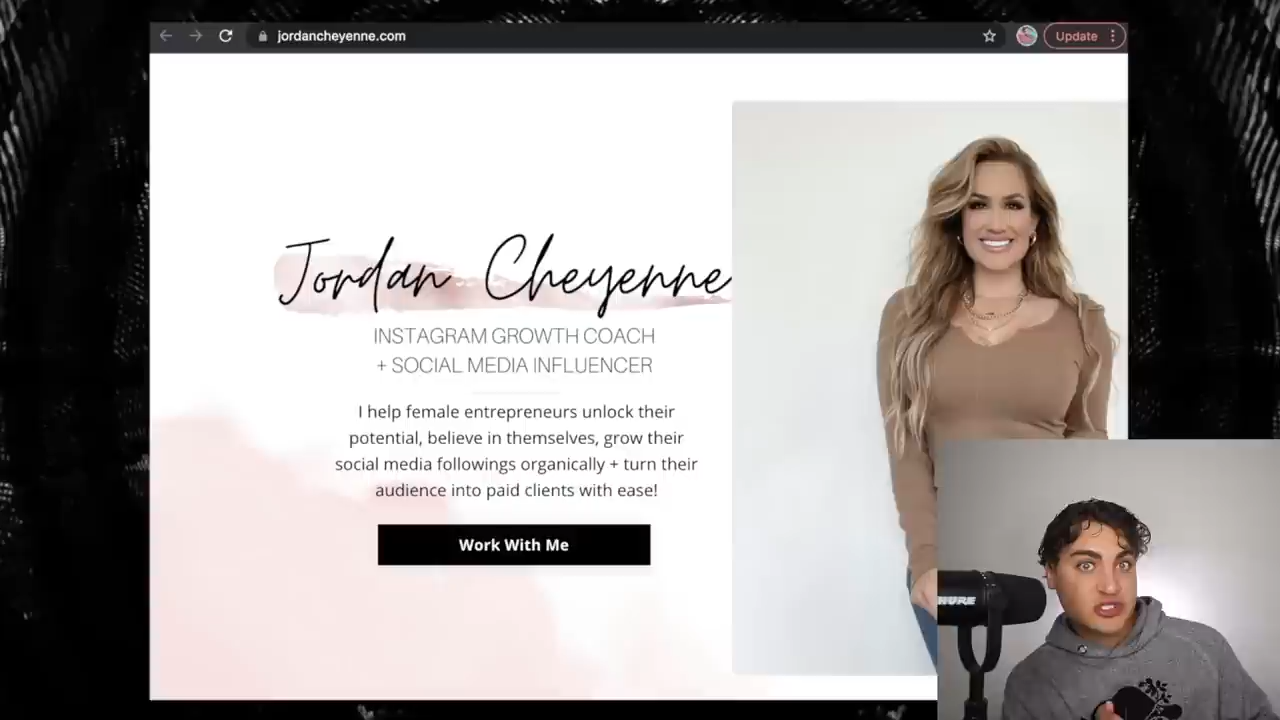 jordancheyenne.com
Update
Jordan Cheyenne
INSTAGRAM GROWTH COACH
+ SOCIAL MEDIA INFLUENCER
I help female entrepreneurs unlock their
potential, believe in themselves, grow their
social media followings organically + turn their
audience into paid clients with ease!
Work With Me
SHURE